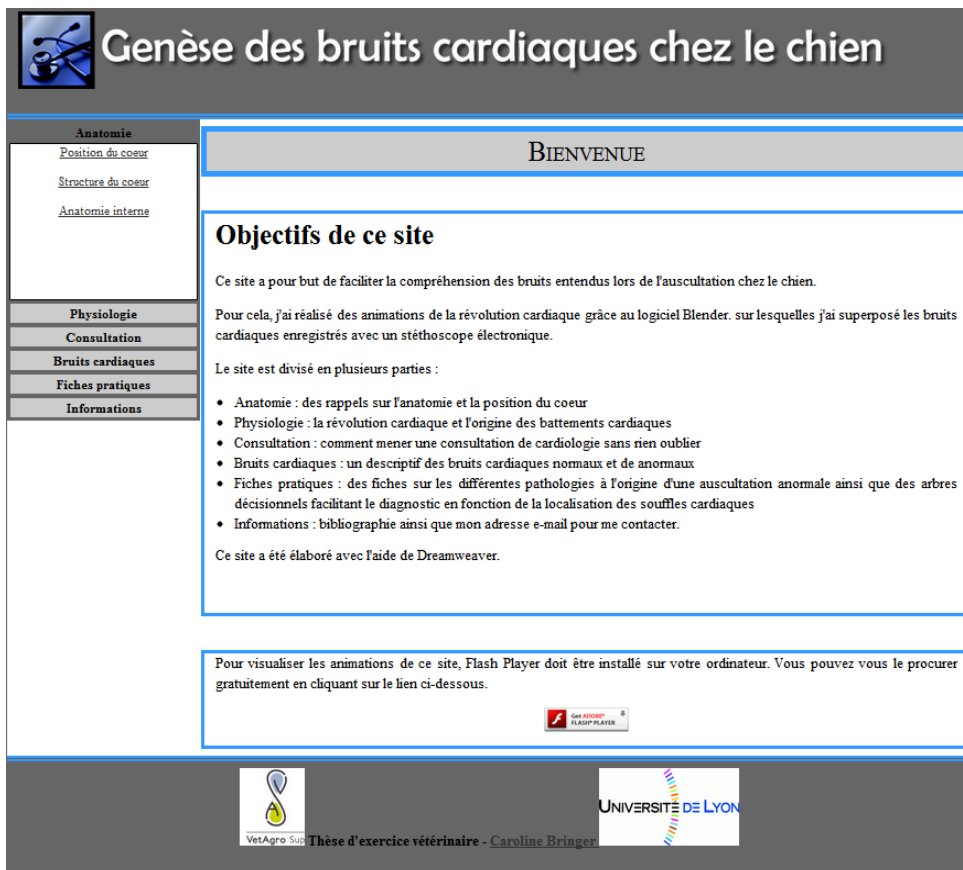 Genèse des bruits cardiaques chez le chien
Anatomie
Position du coeur
Structure du coeur
Anatomie interne
Physiologie
Consultation
Bruits cardiaques
Fiches pratiques
Informations
BIENVENUE
Objectifs de ce site
Ce site a pour but de faciliter la compréhension des bruits entendus lors de l'auscultation chez le chien.
Pour cela, j'ai réalisé des animations de la révolution cardiaque grâce au logiciel Blender. sur lesquelles j'ai superposé les bruits
cardiaques enregistrés avec un stéthoscope électronique.
Le site est divisé en plusieurs parties :
• Anatomie : des rappels sur l'anatomie et la position du coeur
• Physiologie : la révolution cardiaque et l'origine des battements cardiaques
• Consultation : comment mener une consultation de cardiologie sans rien oublier
• Bruits cardiaques : un descriptif des bruits cardiaques normaux et de anormaux
• Fiches pratiques : des fiches sur les différentes pathologies à l'origine d'une auscultation anormale ainsi que des arbres
décisionnels facilitant le diagnostic en fonction de la localisation des souffles cardiaques
• Informations : bibliographie ainsi que mon adresse e-mail pour me contacter.
Ce site a été élaboré avec l'aide de Dreamweaver.
Pour visualiser les animations de ce site, Flash Player doit être installé sur votre ordinateur. Vous pouvez vous le procurer
gratuitement en cliquant sur le lien ci-dessous.
Get ADOBE®
FLASH® PLAYER
VetAgro Sup
Thèse d'exercice vétérinaire - Caroline Bringer
UNIVERSITÉ DE LYON